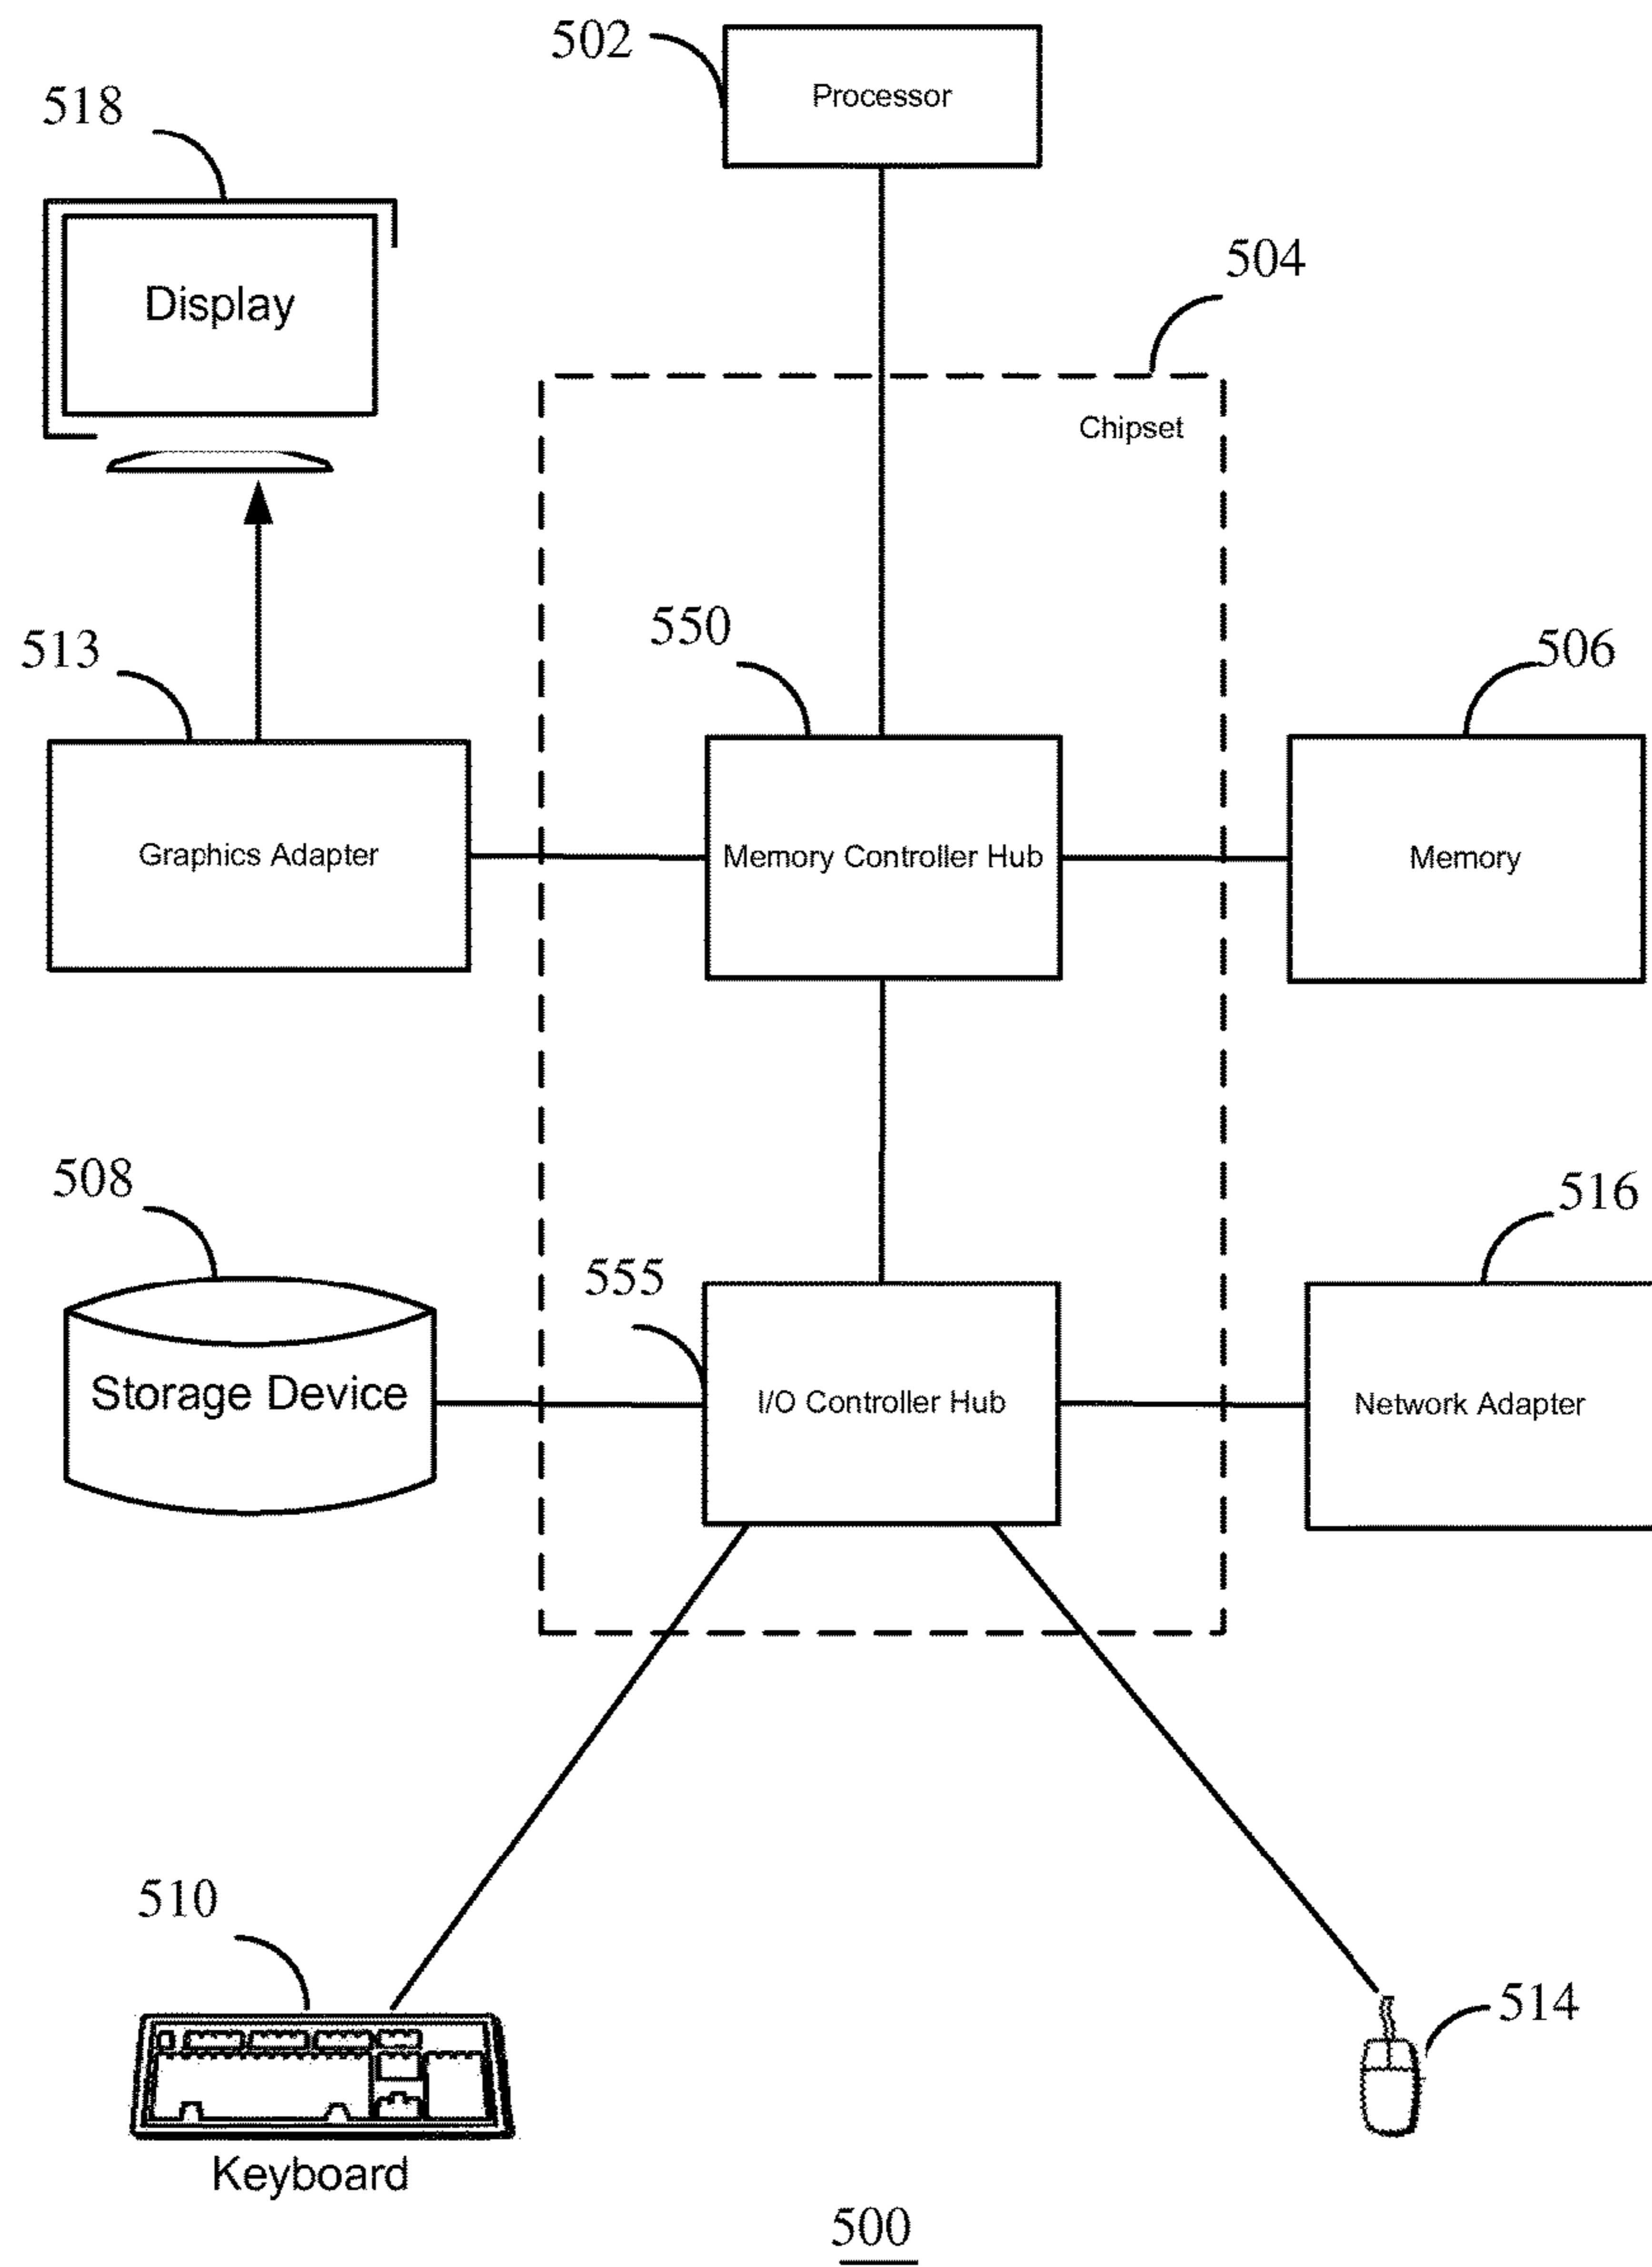 502
Processor
518
Display
504
Chipset
513
550
506
Graphics Adapter
Memory Controller Hub
Memory
508
555
516
Storage Device
I/O Controller Hub
Network Adapter
510
514
Keyboard
500